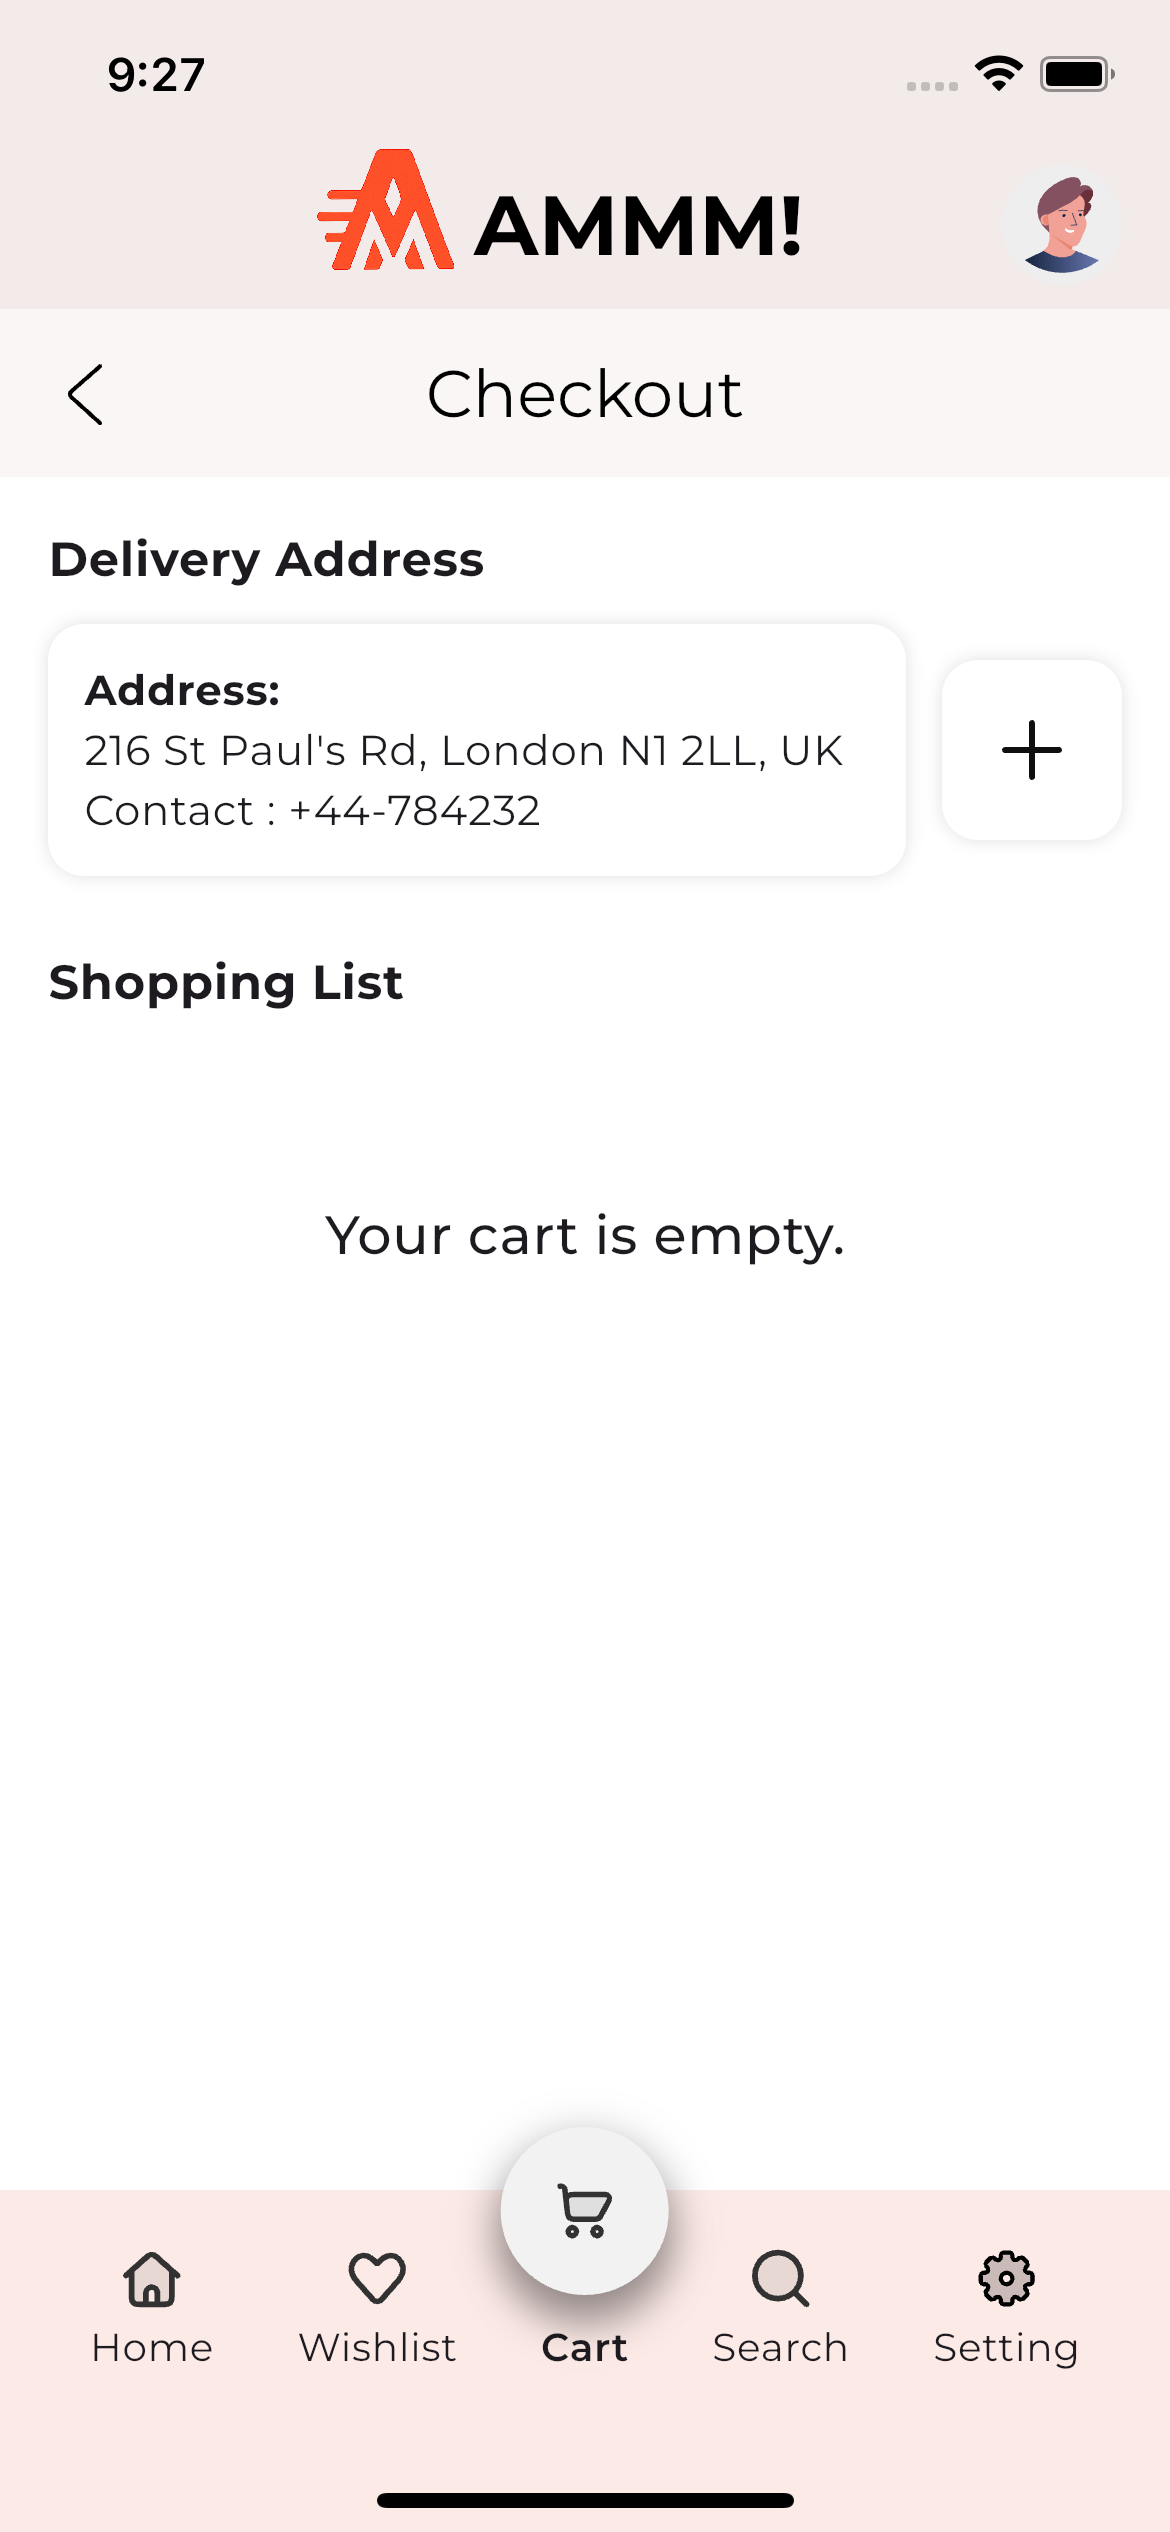 9:27
AMMM!
Checkout
Delivery Address
Address:
216 St Paul's Rd, London N1 2LL, UK
Contact : +44-784232
Shopping List
Your cart is empty.
Home
Wishlist
Cart
Search
Setting